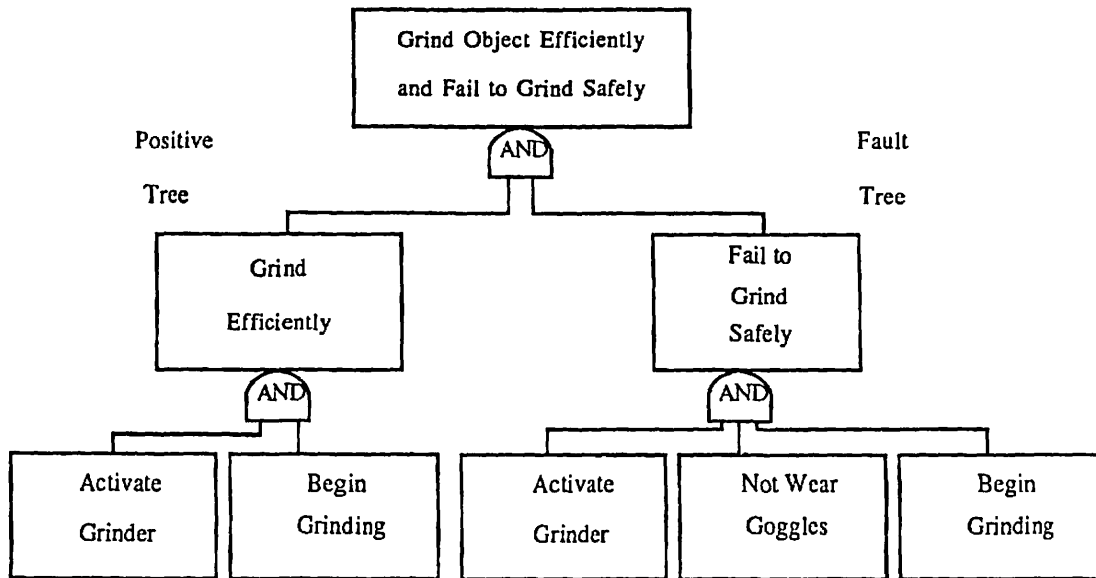 Grind Object Efficiently
and Fail to Grind Safely
AND
Positive
Tree
Fault
Tree
Grind
Efficiently
Fail to
Grind
Safely
AND
AND
Activate
Grinder
Begin
Grinding
Activate
Grinder
Not Wear
Goggles
Begin
Grinding